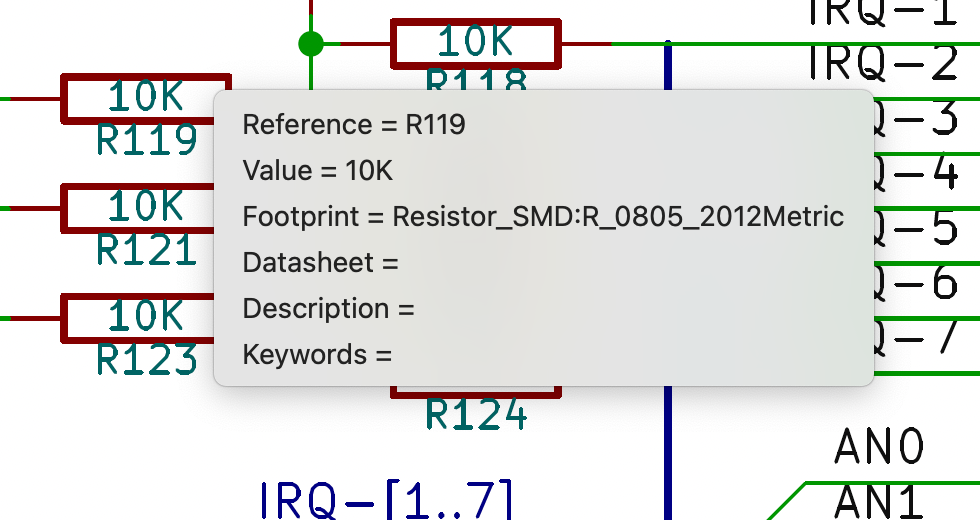 IRQ-1
10K
IRQ-2
R118
10K
Reference = R119
Q-3
R119
Value = 10K
Q-4
10K
Footprint = Resistor_SMD:R_0805_2012Metric
Q-5
R121
Datasheet =
Q-6
10K
Description =
Q-7
R123
Keywords =
R124
AN0
IRQ-[1..7]
AN1